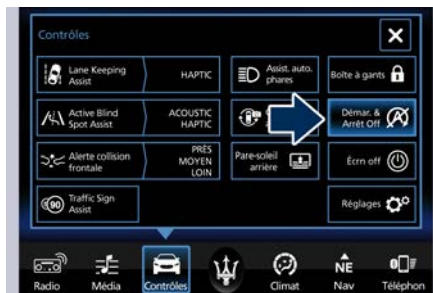 Contrôles
Lane Keeping
Assist
HAPTIC
Assist. auto.
phares
Boîte à gants
Active Blind
Spot Assist
ACOUSTIC
HAPTIC
Démar. &
Arrêt Off
Alerte collision
frontale
PRÈS
MOYEN
LOIN
Pare-soleil
arrière
Écrn off
90
Traffic Sign
Assist
Réglages
Radio
Média
Contrôles
Climat
NE
Nav
Téléphon